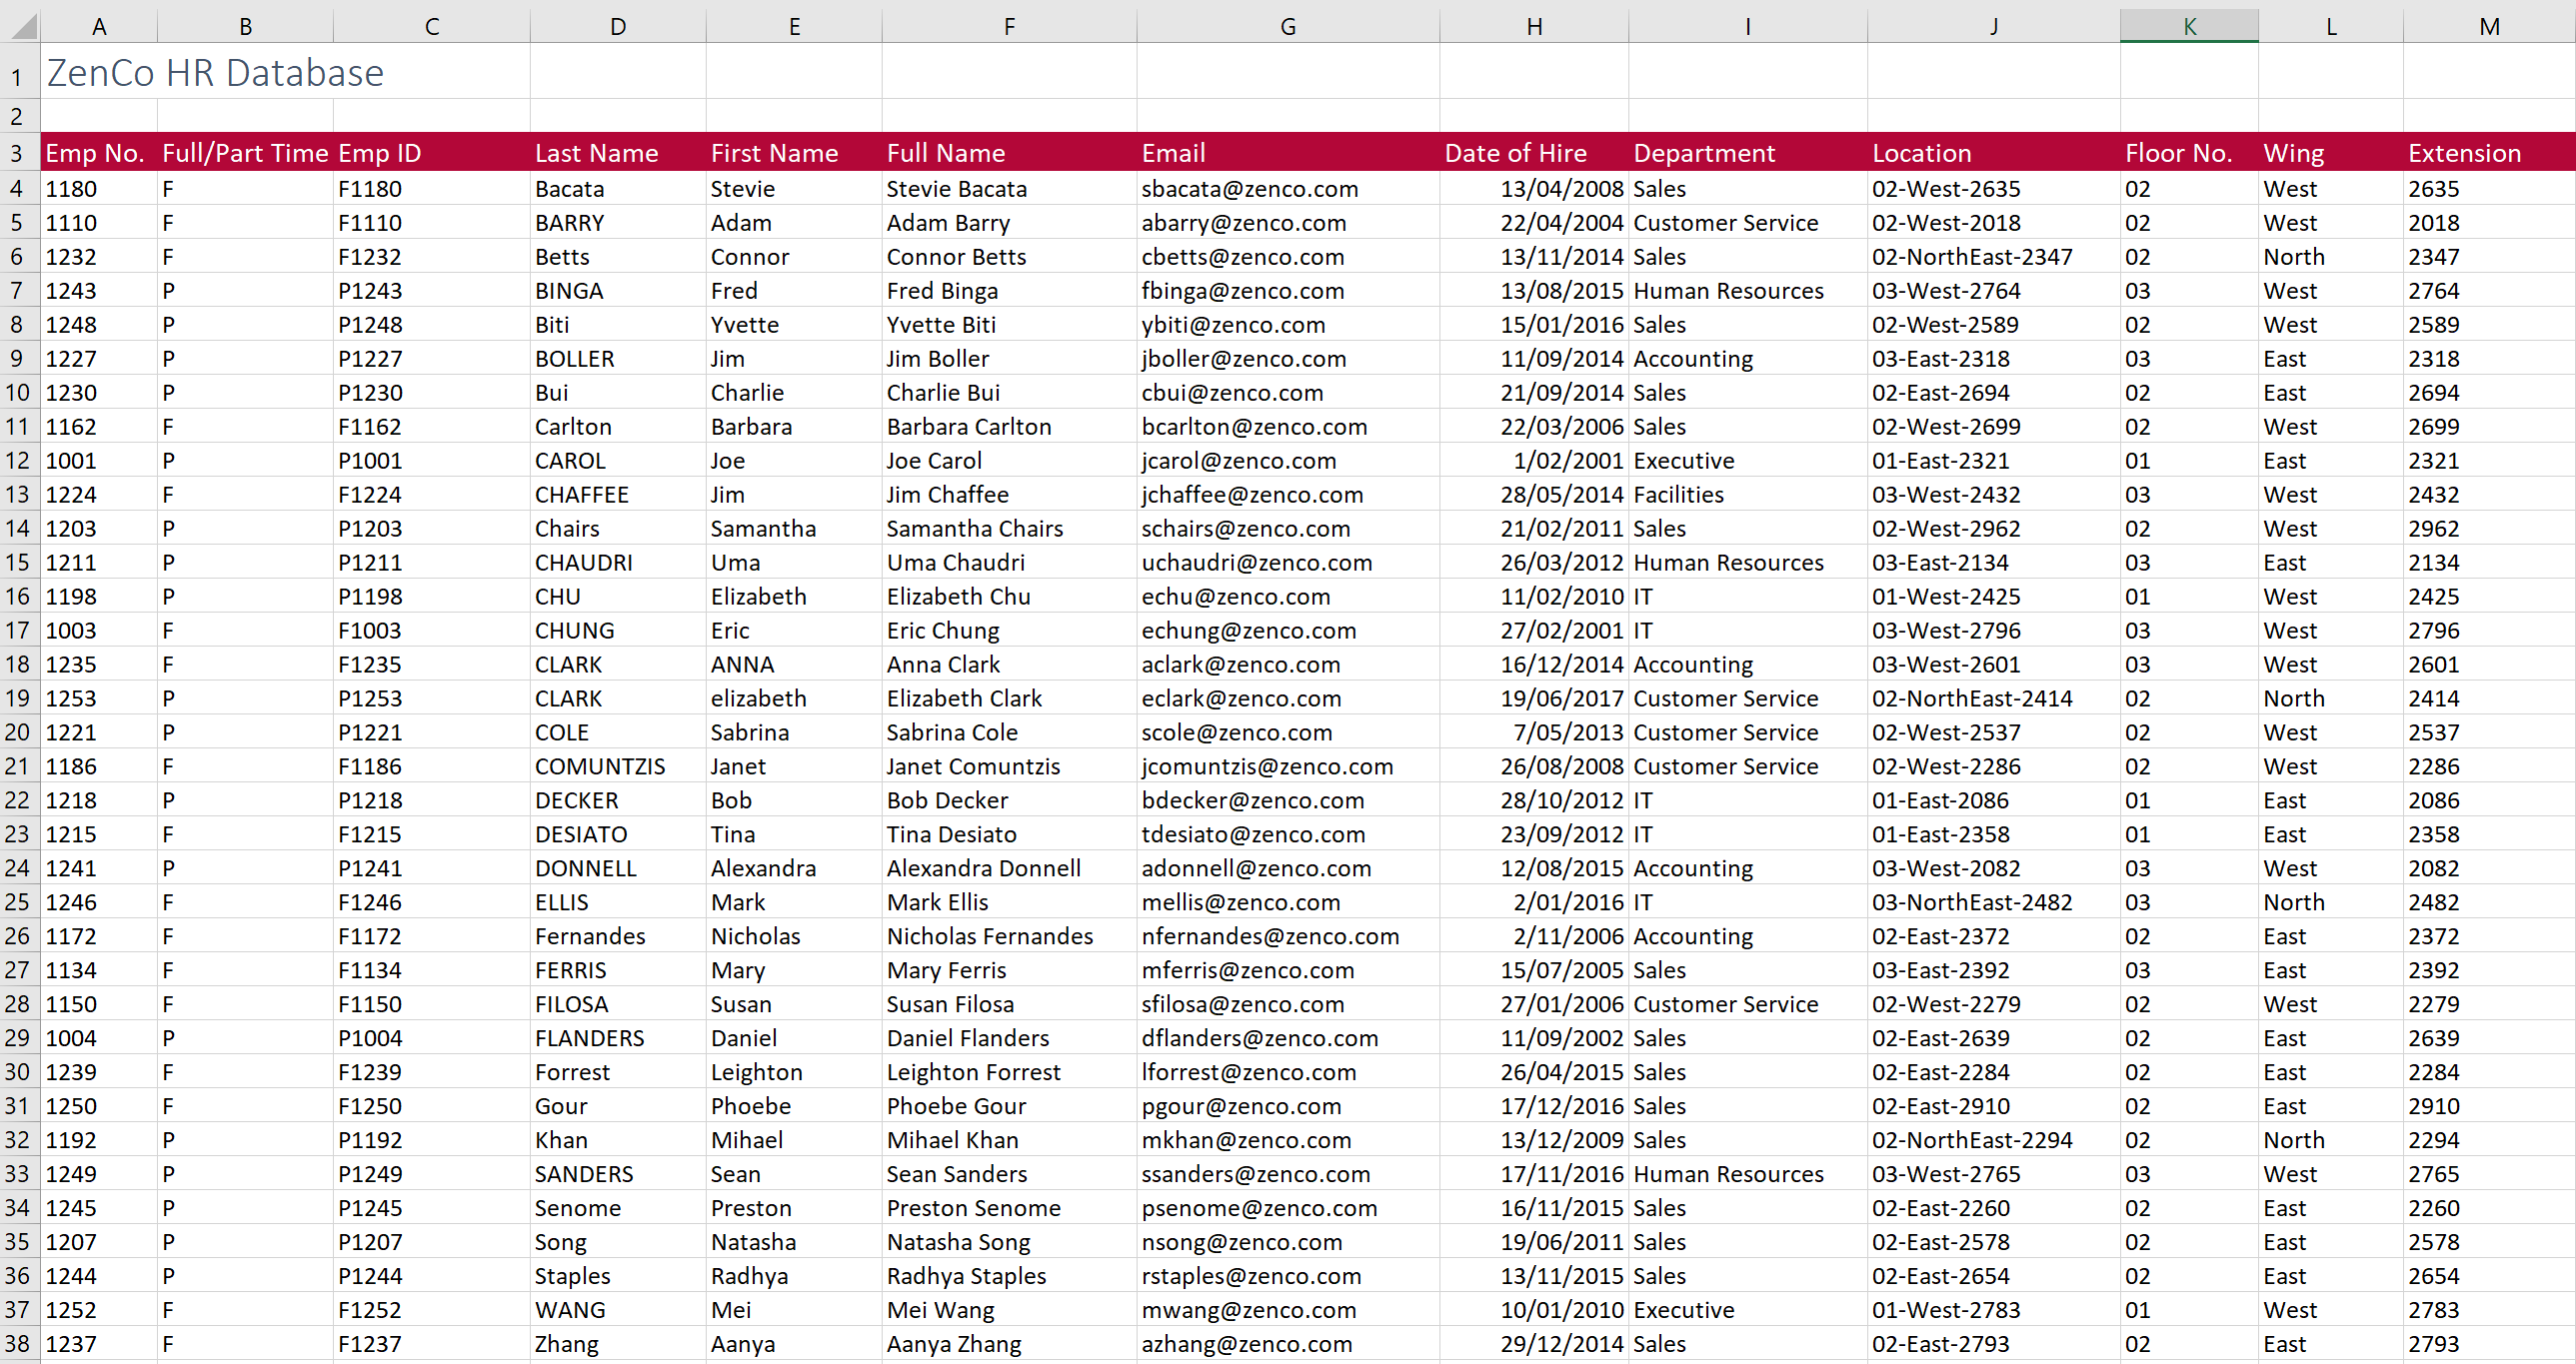 A B C D E F G H I J K L M
1 ZenCo HR Database
2
3 Emp No. Full/Part Time Emp ID Last Name First Name Full Name Email Date of Hire Department Location Floor No. Wing Extension
4 1180 F F1180 Bacata Stevie Stevie Bacata sbacata@zenco.com 13/04/2008 Sales 02-West-2635 02 West 2635
5 1110 F F1110 BARRY Adam Adam Barry abarry@zenco.com 22/04/2004 Customer Service 02-West-2018 02 West 2018
6 1232 F F1232 Betts Connor Connor Betts cbetts@zenco.com 13/11/2014 Sales 02-NorthEast-2347 02 North 2347
7 1243 P P1243 BINGA Fred Fred Binga fbinga@zenco.com 13/08/2015 Human Resources 03-West-2764 03 West 2764
8 1248 P P1248 Biti Yvette Yvette Biti ybiti@zenco.com 15/01/2016 Sales 02-West-2589 02 West 2589
9 1227 P P1227 BOLLER Jim Jim Boller jboller@zenco.com 11/09/2014 Accounting 03-East-2318 03 East 2318
10 1230 P P1230 Bui Charlie Charlie Bui cbui@zenco.com 21/09/2014 Sales 02-East-2694 02 East 2694
11 1162 F F1162 Carlton Barbara Barbara Carlton bcarlton@zenco.com 22/03/2006 Sales 02-West-2699 02 West 2699
12 1001 P P1001 CAROL Joe Joe Carol jcarol@zenco.com 1/02/2001 Executive 01-East-2321 01 East 2321
13 1224 F F1224 CHAFFEE Jim Jim Chaffee jchaffee@zenco.com 28/05/2014 Facilities 03-West-2432 03 West 2432
14 1203 P P1203 Chairs Samantha Samantha Chairs schairs@zenco.com 21/02/2011 Sales 02-West-2962 02 West 2962
15 1211 P P1211 CHAUDRI Uma Uma Chaudri uchaudri@zenco.com 26/03/2012 Human Resources 03-East-2134 03 East 2134
16 1198 P P1198 CHU Elizabeth Elizabeth Chu echu@zenco.com 11/02/2010 IT 01-West-2425 01 West 2425
17 1003 F F1003 CHUNG Eric Eric Chung echung@zenco.com 27/02/2001 IT 03-West-2796 03 West 2796
18 1235 F F1235 CLARK ANNA Anna Clark aclark@zenco.com 16/12/2014 Accounting 03-West-2601 03 West 2601
19 1253 P P1253 CLARK elizabeth Elizabeth Clark eclark@zenco.com 19/06/2017 Customer Service 02-NorthEast-2414 02 North 2414
20 1221 P P1221 COLE Sabrina Sabrina Cole scole@zenco.com 7/05/2013 Customer Service 02-West-2537 02 West 2537
21 1186 F F1186 COMUNTZIS Janet Janet Comuntzis jcomuntzis@zenco.com 26/08/2008 Customer Service 02-West-2286 02 West 2286
22 1218 P P1218 DECKER Bob Bob Decker bdecker@zenco.com 28/10/2012 IT 01-East-2086 01 East 2086
23 1215 F F1215 DESIATO Tina Tina Desiato tdesiato@zenco.com 23/09/2012 IT 01-East-2358 01 East 2358
24 1241 P P1241 DONNELL Alexandra Alexandra Donnell adonnell@zenco.com 12/08/2015 Accounting 03-West-2082 03 West 2082
25 1246 F F1246 ELLIS Mark Mark Ellis mellis@zenco.com 2/01/2016 IT 03-NorthEast-2482 03 North 2482
26 1172 F F1172 Fernandes Nicholas Nicholas Fernandes nfernandes@zenco.com 2/11/2006 Accounting 02-East-2372 02 East 2372
27 1134 F F1134 FERRIS Mary Mary Ferris mferris@zenco.com 15/07/2005 Sales 03-East-2392 03 East 2392
28 1150 F F1150 FILOSA Susan Susan Filosa sfilosa@zenco.com 27/01/2006 Customer Service 02-West-2279 02 West 2279
29 1004 P P1004 FLANDERS Daniel Daniel Flanders dflanders@zenco.com 11/09/2002 Sales 02-East-2639 02 East 2639
30 1239 F F1239 Forrest Leighton Leighton Forrest lforrest@zenco.com 26/04/2015 Sales 02-East-2284 02 East 2284
31 1250 F F1250 Gour Phoebe Phoebe Gour pgour@zenco.com 17/12/2016 Sales 02-East-2910 02 East 2910
32 1192 P P1192 Khan Mihael Mihael Khan mkhan@zenco.com 13/12/2009 Sales 02-NorthEast-2294 02 North 2294
33 1249 P P1249 SANDERS Sean Sean Sanders ssanders@zenco.com 17/11/2016 Human Resources 03-West-2765 03 West 2765
34 1245 P P1245 Senome Preston Preston Senome psenome@zenco.com 16/11/2015 Sales 02-East-2260 02 East 2260
35 1207 P P1207 Song Natasha Natasha Song nsong@zenco.com 19/06/2011 Sales 02-East-2578 02 East 2578
36 1244 P P1244 Staples Radhya Radhya Staples rstaples@zenco.com 13/11/2015 Sales 02-East-2654 02 East 2654
37 1252 F F1252 WANG Mei Mei Wang mwang@zenco.com 10/01/2010 Executive 01-West-2783 01 West 2783
38 1237 F F1237 Zhang Aanya Aanya Zhang azhang@zenco.com 29/12/2014 Sales 02-East-2793 02 East 2793